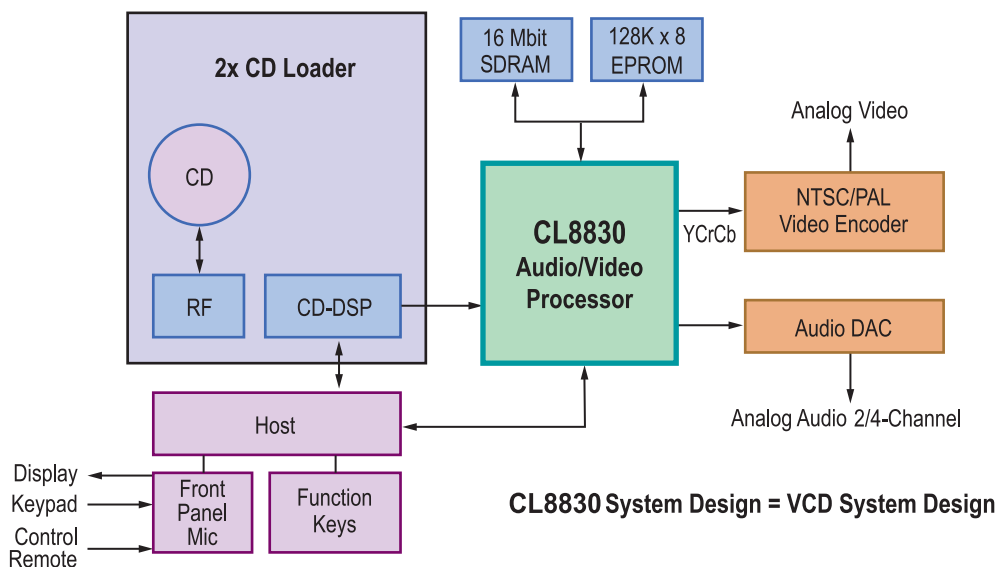 2x CD Loader
CD
RF
CD-DSP
16 Mbit
SDRAM
128K x 8
EPROM
CL8830
Audio/Video
Processor
Analog Video
YCrCb
NTSC/PAL
Video Encoder
Audio DAC
Analog Audio 2/4-Channel
Host
Display
Keypad
Control
Remote
Front
Panel
Mic
Function
Keys
CL8830 System Design = VCD System Design